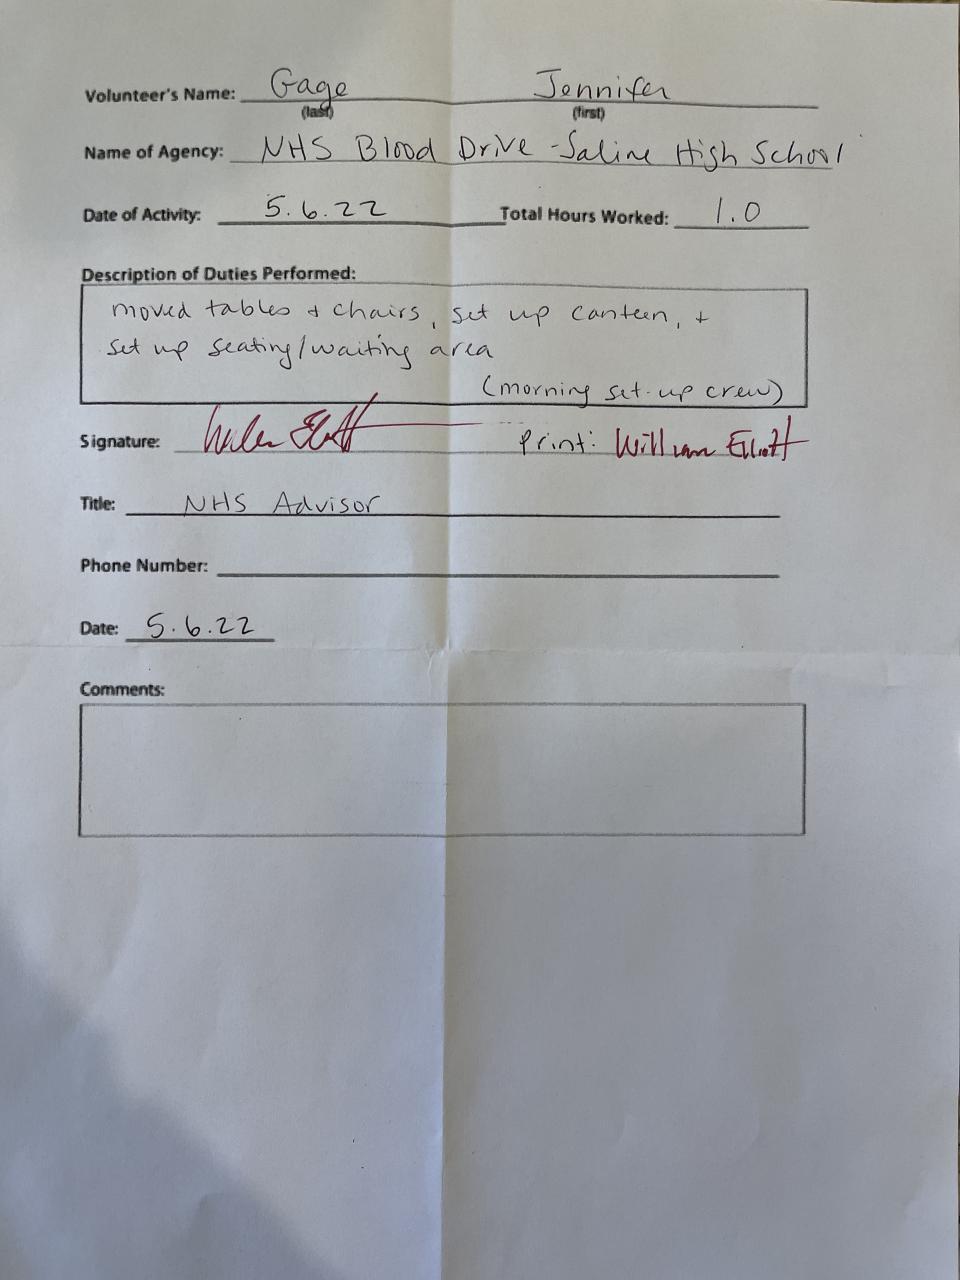 Volunteer's Name: Gage Jennifer
(last) (first)
Name of Agency: NHS Blood Drive - Saline High School
Date of Activity: 5.6.22 Total Hours Worked: 1.0
Description of Duties Performed:
moved tables + chairs, set up canteen, +
set up seating/waiting area
(morning set-up crew)
Signature: Print: William Elliott
Title: NHS Advisor
Phone Number:
Date: 5.6.22
Comments: